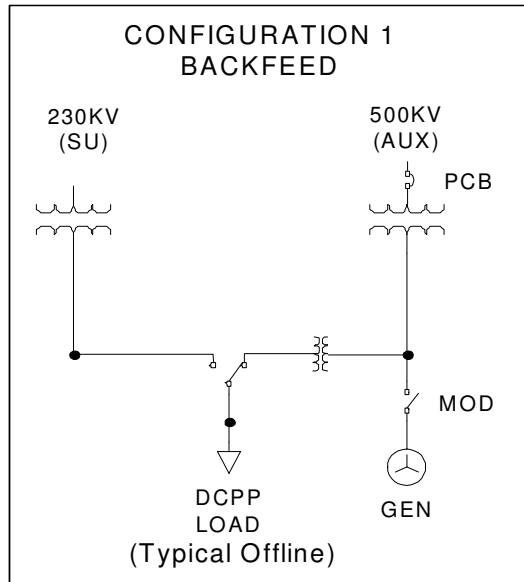 CONFIGURATION 1
BACKFEED
230KV
(SU)
500KV
(AUX)
PCB
MOD
GEN
DCPP
LOAD
(Typical Offline)